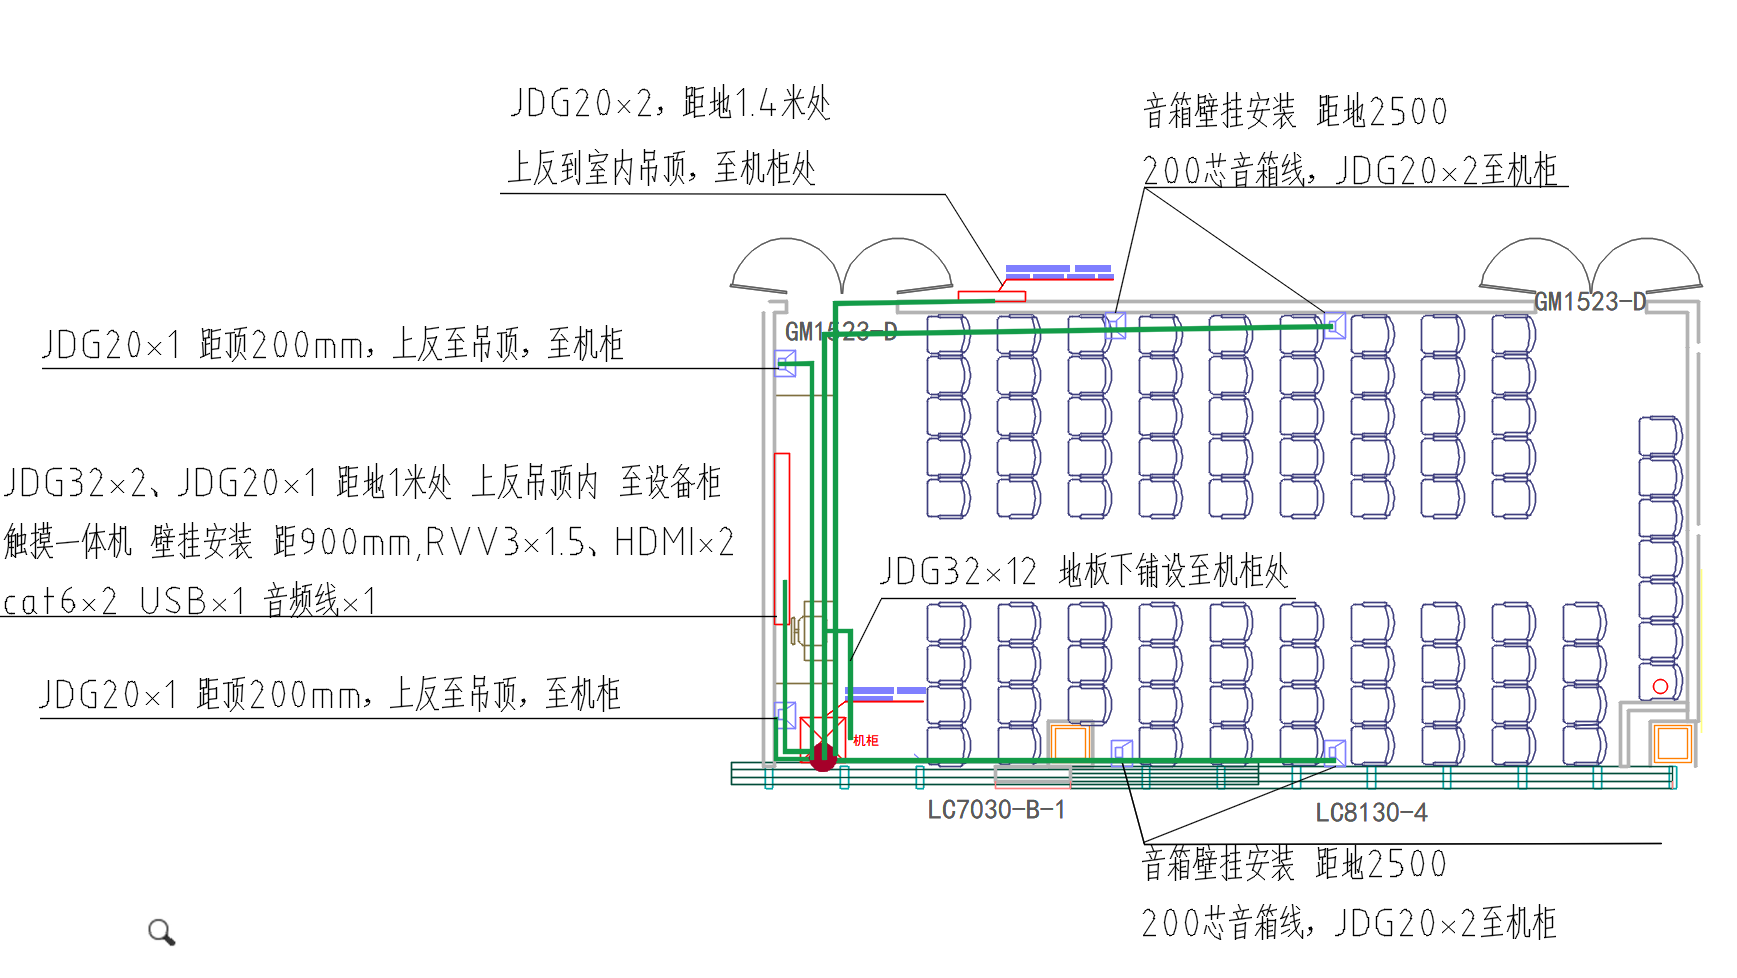 JDG20×2，距地1.4米处
上反到室内吊顶，至机柜处
音箱壁挂安装 距地2500
200芯音箱线，JDG20×2至机柜
GM1523-D
GM1523-D
JDG20×1 距顶200mm，上反至吊顶，至机柜
JDG32×2、JDG20×1 距地1米处 上反吊顶内 至设备柜
触摸一体机 壁挂安装 距900mm,RVV3×1.5、HDMI×2
cat6×2 USB×1 音频线×1
JDG32×12 地板下铺设至机柜处
JDG20×1 距顶200mm，上反至吊顶，至机柜
机柜
LC7030-B-1
LC8130-4
音箱壁挂安装 距地2500
200芯音箱线，JDG20×2至机柜